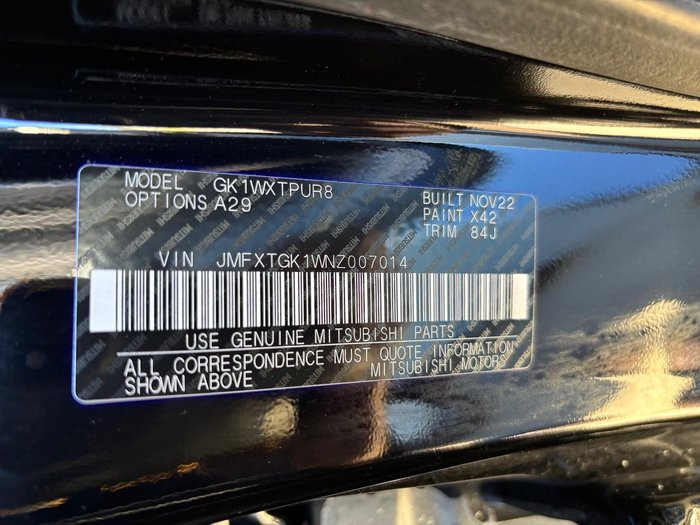 MODEL GK1WXTPUR8
OPTIONS A29
BUILT NOV22
PAINT X42
TRIM 84J
VIN JMFXTGK1WNZ007014
USE GENUINE MITSUBISHI PARTS
ALL CORRESPONDENCE MUST QUOTE INFORMATION
SHOWN ABOVE MITSUBISHI MOTORS